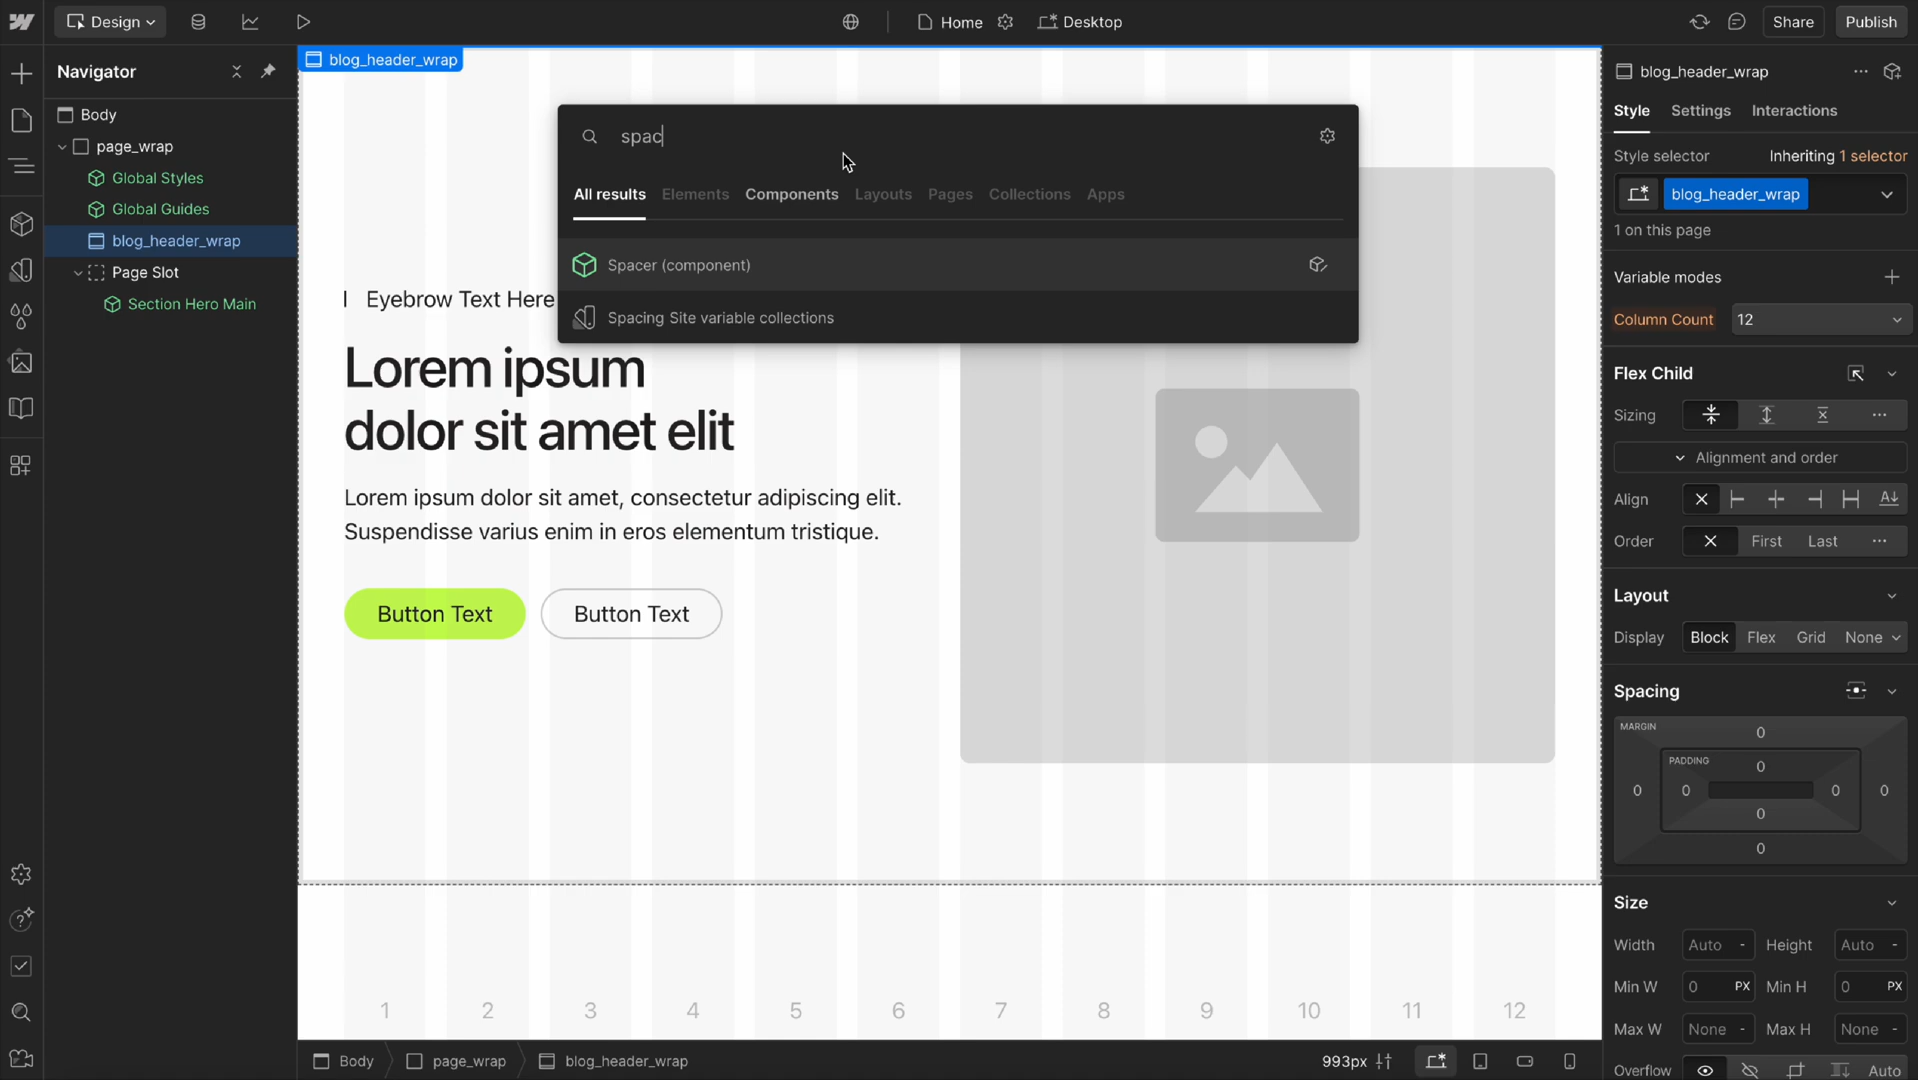 Design
Home
Desktop
Share
Publish
Navigator
Body
page_wrap
Global Styles
Global Guides
blog_header_wrap
Page Slot
Section Hero Main
blog_header_wrap
spac
All results Elements Components Layouts Pages Collections Apps
Spacer (component)
Spacing Site variable collections
Eyebrow Text Here
Lorem ipsum
dolor sit amet elit
Lorem ipsum dolor sit amet, consectetur adipiscing elit.
Suspendisse varius enim in eros elementum tristique.
Button Text
Button Text
1 2 3 4 5 6 7 8 9 10 11 12
Body page_wrap blog_header_wrap
993px
blog_header_wrap
Style Settings Interactions
Style selector Inheriting 1 selector
blog_header_wrap
1 on this page
Variable modes
Column Count 12
Flex Child
Sizing
Alignment and order
Align
Order First Last
Layout
Display Block Flex Grid None
Spacing
MARGIN
0
PADDING
0
0 0 0 0
0
0
Size
Width Auto - Height Auto -
Min W 0 PX Min H 0 PX
Max W None - Max H None -
Overflow Auto